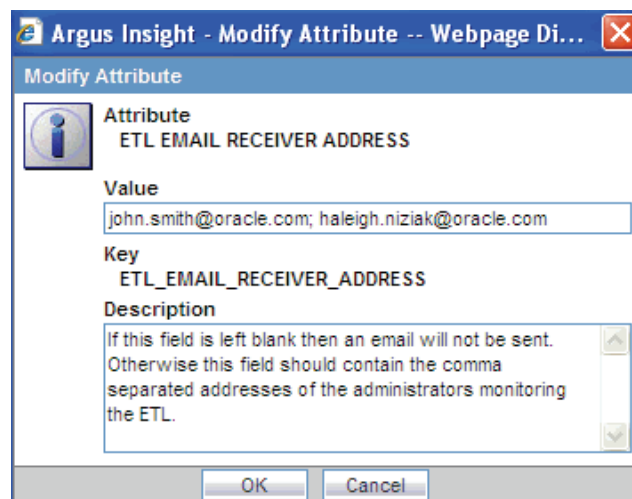 Argus Insight - Modify Attribute -- Webpage Di...
Modify Attribute
Attribute
ETL EMAIL RECEIVER ADDRESS
Value
john.smith@oracle.com; haleigh.niziak@oracle.com
Key
ETL_EMAIL_RECEIVER_ADDRESS
Description
If this field is left blank then an email will not be sent.
Otherwise this field should contain the comma
separated addresses of the administrators monitoring
the ETL.
OK Cancel